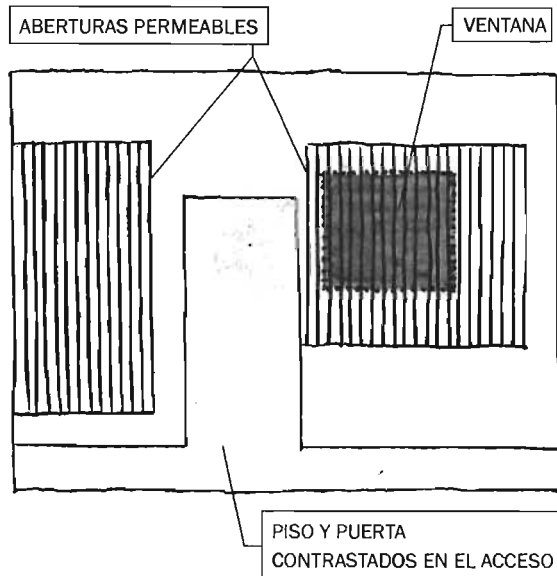 ABERTURAS PERMEABLES
VENTANA
PISO Y PUERTA
CONTRASTADOS EN EL ACCESO